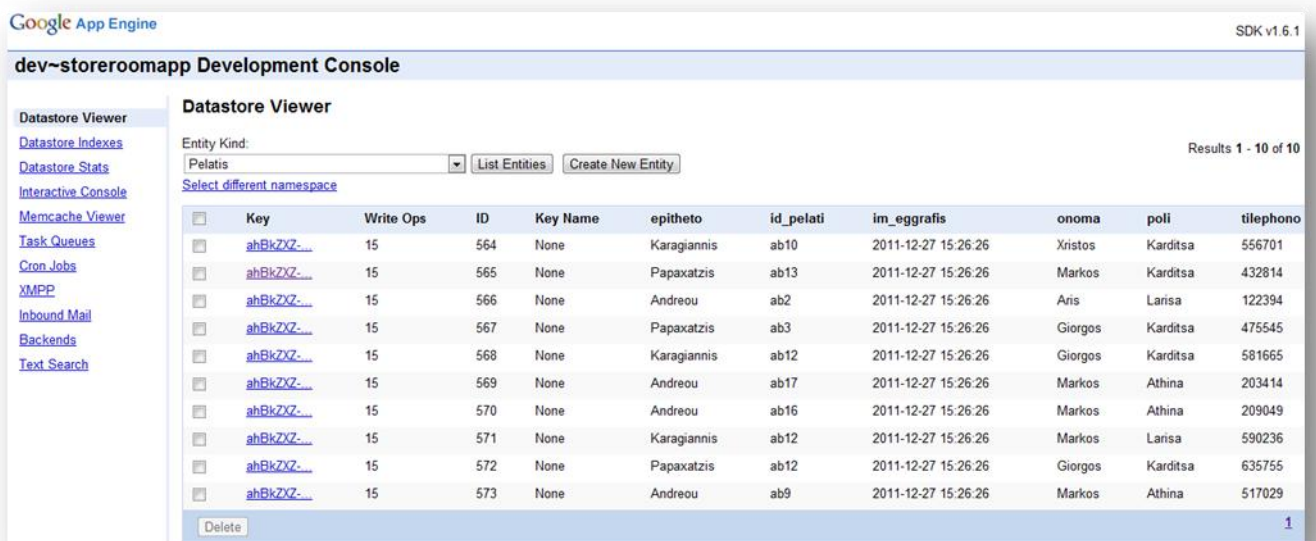 Google App Engine
SDK v1.6.1
dev~storeroomapp Development Console
Datastore Viewer
Datastore Indexes
Datastore Stats
Interactive Console
Memcache Viewer
Task Queues
Cron Jobs
XMPP
Inbound Mail
Backends
Text Search
Datastore Viewer
Entity Kind:
Results 1 - 10 of 10
Pelatis List Entities Create New Entity
Select different namespace
Key Write Ops ID Key Name epitheto id_pelati im_eggrafis onoma poli tilephono
ahBkZXZ-... 15 564 None Karagiannis ab10 2011-12-27 15:26:26 Xristos Karditsa 556701
ahBkZXZ-... 15 565 None Papaxatzis ab13 2011-12-27 15:26:26 Markos Karditsa 432814
ahBkZXZ-... 15 566 None Andreou ab2 2011-12-27 15:26:26 Aris Larisa 122394
ahBkZXZ-... 15 567 None Papaxatzis ab3 2011-12-27 15:26:26 Giorgos Karditsa 475545
ahBkZXZ-... 15 568 None Karagiannis ab12 2011-12-27 15:26:26 Giorgos Karditsa 581665
ahBkZXZ-... 15 569 None Andreou ab17 2011-12-27 15:26:26 Markos Athina 203414
ahBkZXZ-... 15 570 None Andreou ab16 2011-12-27 15:26:26 Markos Athina 209049
ahBkZXZ-... 15 571 None Karagiannis ab12 2011-12-27 15:26:26 Markos Larisa 590236
ahBkZXZ-... 15 572 None Papaxatzis ab12 2011-12-27 15:26:26 Giorgos Karditsa 635755
ahBkZXZ-... 15 573 None Andreou ab9 2011-12-27 15:26:26 Markos Athina 517029
Delete 1